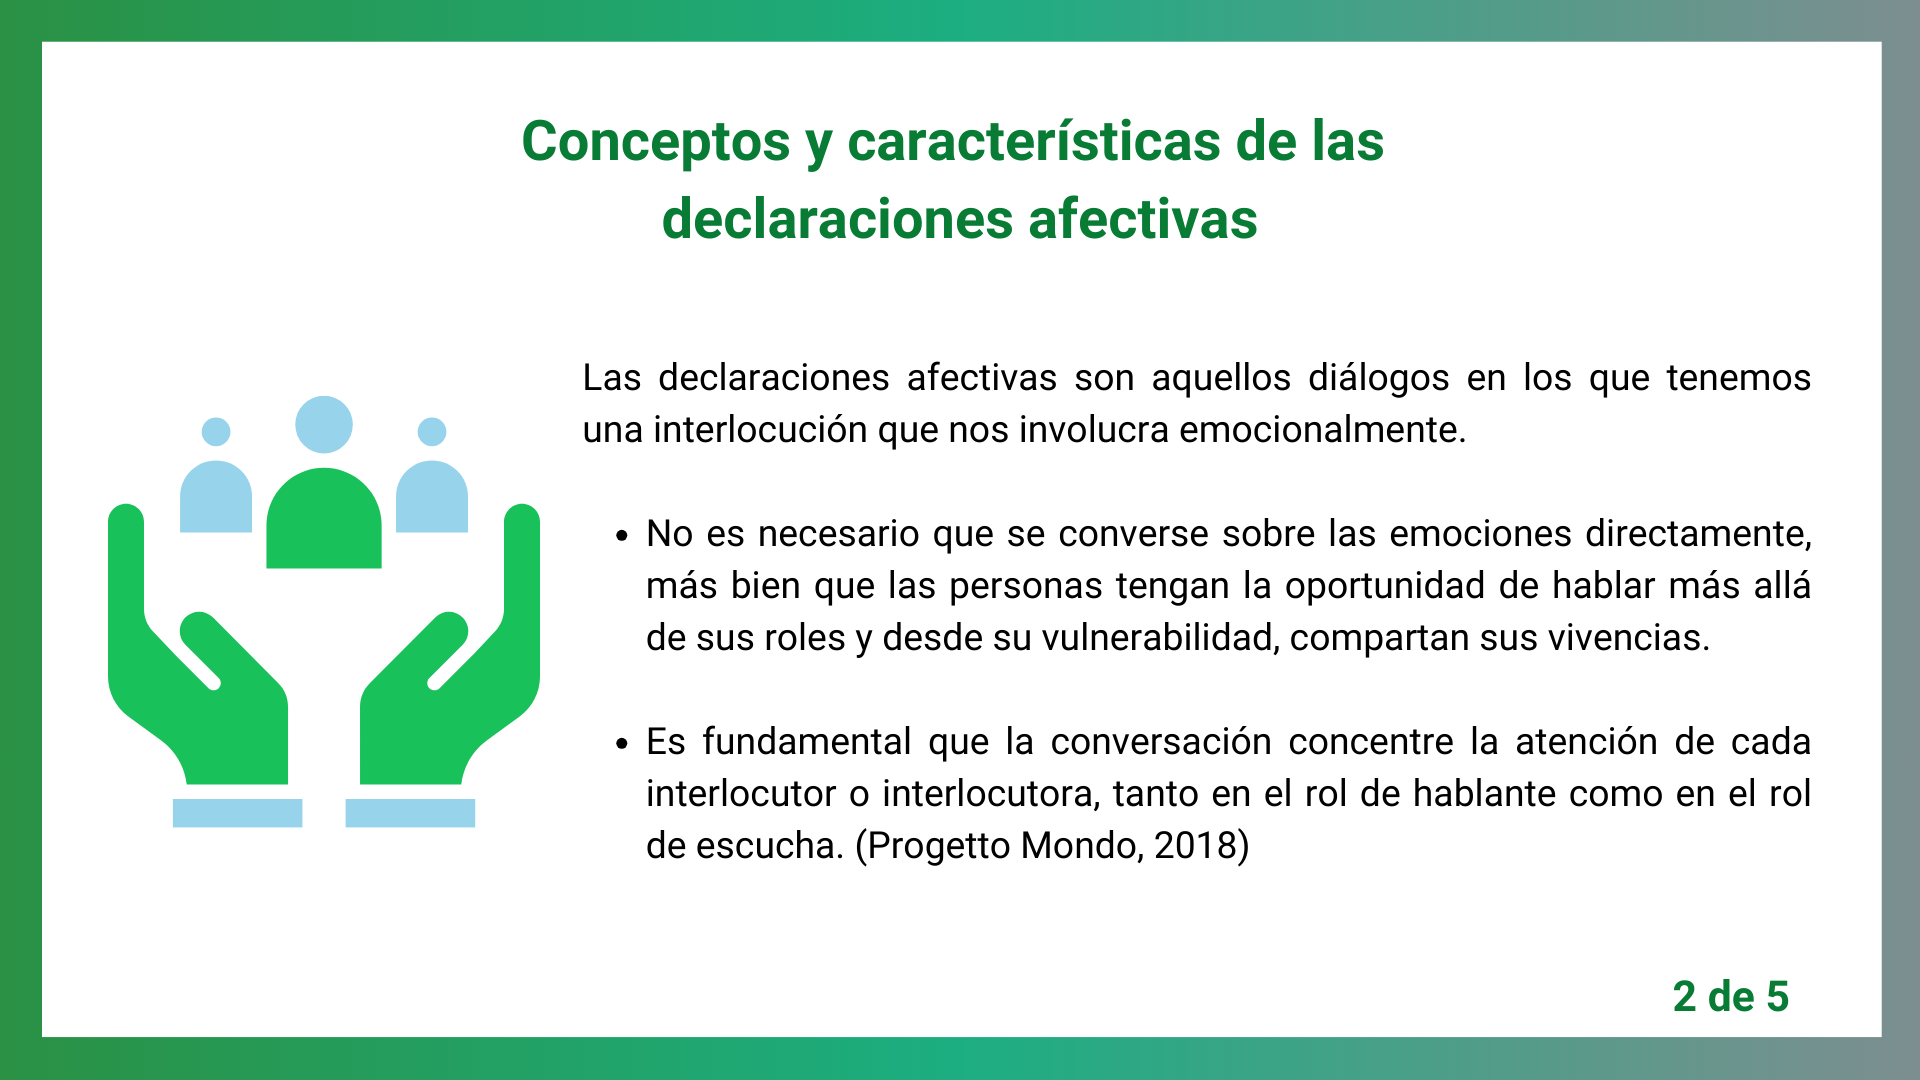 Conceptos y características de las
declaraciones afectivas
Las declaraciones afectivas son aquellos diálogos en los que tenemos
una interlocución que nos involucra emocionalmente.
• No es necesario que se converse sobre las emociones directamente,
más bien que las personas tengan la oportunidad de hablar más allá
de sus roles y desde su vulnerabilidad, compartan sus vivencias.
• Es fundamental que la conversación concentre la atención de cada
interlocutor o interlocutora, tanto en el rol de hablante como en el rol
de escucha. (Progetto Mondo, 2018)
2 de 5